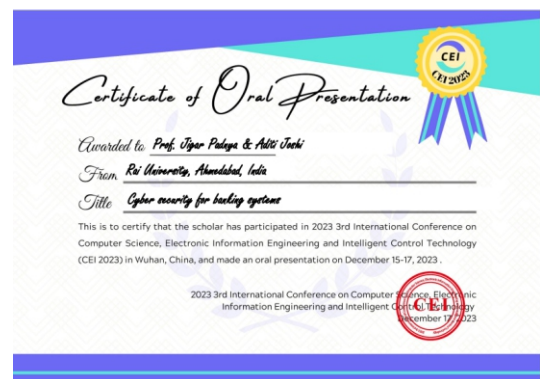 CEI
CEI 2023
Certificate of Oral Presentation
Awarded to Prof. Jigar Padnya & Aditi Joshi
From Rai University, Ahmedabad, India
Title Cyber security for banking systems
This is to certify that the scholar has participated in 2023 3rd International Conference on
Computer Science, Electronic Information Engineering and Intelligent Control Technology
(CEI 2023) in Wuhan, China, and made an oral presentation on December 15-17, 2023 .
2023 3rd International Conference on Computer Science, Electronic
Information Engineering and Intelligent Control Technology
December 17, 2023
CEI